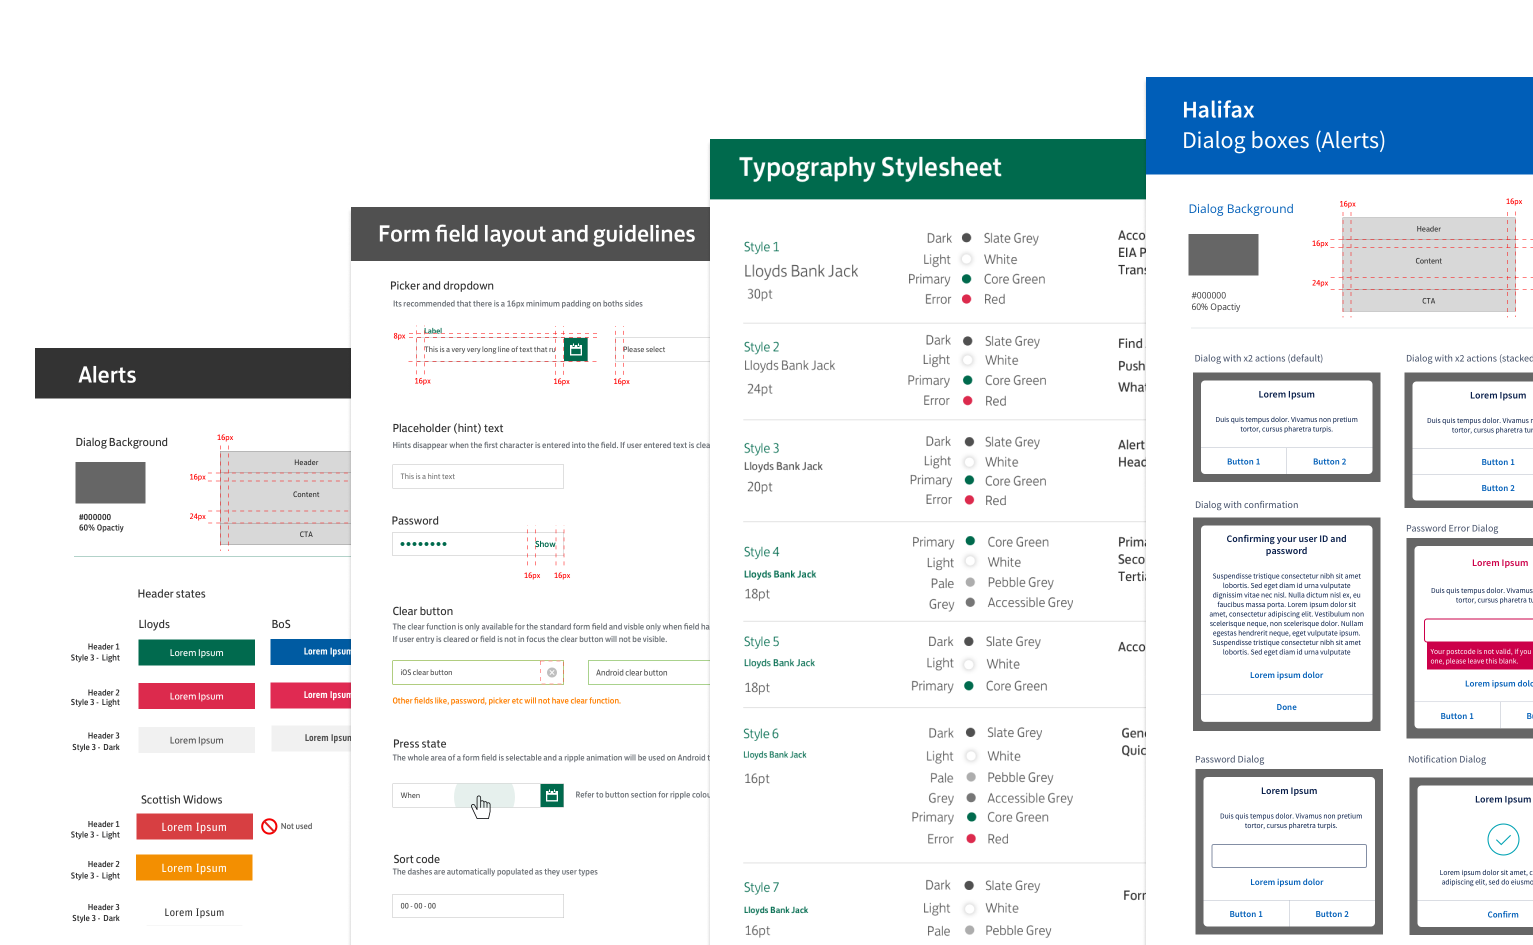 Alerts
Dialog Background
#000000
60% Opactiy
16px
16px
24px
Header
Content
CTA
Header states
Lloyds
BoS
Header 1
Style 3 - Light
Lorem Ipsum
Lorem Ipsum
Header 2
Style 3 - Light
Lorem Ipsum
Lorem Ipsum
Header 3
Style 3 - Dark
Lorem Ipsum
Lorem Ipsum
Scottish Widows
Header 1
Style 3 - Light
Lorem Ipsum
Not used
Header 2
Style 3 - Light
Lorem Ipsum
Header 3
Style 3 - Dark
Lorem Ipsum
Form field layout and guidelines
Picker and dropdown
Its recommended that there is a 16px minimum padding on boths sides
Label
8px
This is a very very long line of text that ru
Please select
16px
16px
16px
Placeholder (hint) text
Hints disappear when the first character is entered into the field. If user entered text is clea
This is a hint text
Password
Show
16px
16px
Clear button
The clear function is only available for the standard form field and visble only when field ha
If user entry is cleared or field is not in focus the clear button will not be visible.
iOS clear button
Android clear button
Other fields like, password, picker etc will not have clear function.
Press state
The whole area of a form field is selectable and a ripple animation will be used on Android t
When
Refer to button section for ripple colou
Sort code
The dashes are automatically populated as they user types
00 - 00 - 00
Typography Stylesheet
Style 1
Lloyds Bank Jack
30pt
Dark Slate Grey
Light White
Primary Core Green
Error Red
Acco
EIA P
Trans
Style 2
Lloyds Bank Jack
24pt
Dark Slate Grey
Light White
Primary Core Green
Error Red
Find
Push
What
Style 3
Lloyds Bank Jack
20pt
Dark Slate Grey
Light White
Primary Core Green
Error Red
Alert
Head
Style 4
Lloyds Bank Jack
18pt
Primary Core Green
Light White
Pale Pebble Grey
Grey Accessible Grey
Prima
Seco
Tertia
Style 5
Lloyds Bank Jack
18pt
Dark Slate Grey
Light White
Primary Core Green
Acco
Style 6
Lloyds Bank Jack
16pt
Dark Slate Grey
Light White
Pale Pebble Grey
Grey Accessible Grey
Primary Core Green
Error Red
Gene
Quic
Style 7
Lloyds Bank Jack
16pt
Dark Slate Grey
Light White
Pale Pebble Grey
Forr
Halifax
Dialog boxes (Alerts)
Dialog Background
#000000
60% Opactiy
16px
16px
16px
24px
Header
Content
CTA
Dialog with x2 actions (default)
Lorem Ipsum
Duis quis tempus dolor. Vivamus non pretium
tortor, cursus pharetra turpis.
Button 1
Button 2
Dialog with x2 actions (stacked
Lorem Ipsum
Duis quis tempus dolor. Vivamus n
tortor, cursus pharetra tur
Button 1
Button 2
Dialog with confirmation
Confirming your user ID and
password
Suspendisse tristique consectetur nibh sit amet
lobortis. Sed eget diam id urna vulputate
dignissim vitae nec nisl. Nulla dictum nisl ex, eu
faucibus massa porta. Lorem ipsum dolor sit
amet, consectetur adipiscing elit. Vestibulum non
scelerisque neque, non scelerisque dolor. Nullam
egestas hendrerit neque, eget vulputate ipsum.
Suspendisse tristique consectetur nibh sit amet
lobortis. Sed eget diam id urna vulputate
Lorem ipsum dolor
Done
Password Error Dialog
Lorem Ipsum
Duis quis tempus dolor. Vivamus n
tortor, cursus pharetra tu
Your postcode is not valid, if you
one, please leave this blank.
Lorem ipsum dolo
Button 1
B
Password Dialog
Lorem Ipsum
Duis quis tempus dolor. Vivamus non pretium
tortor, cursus pharetra turpis.
Lorem ipsum dolor
Button 1
Button 2
Notification Dialog
Lorem Ipsum
Lorem ipsum dolor sit amet, c
adipiscing elit, sed do eiusmo
Confirm